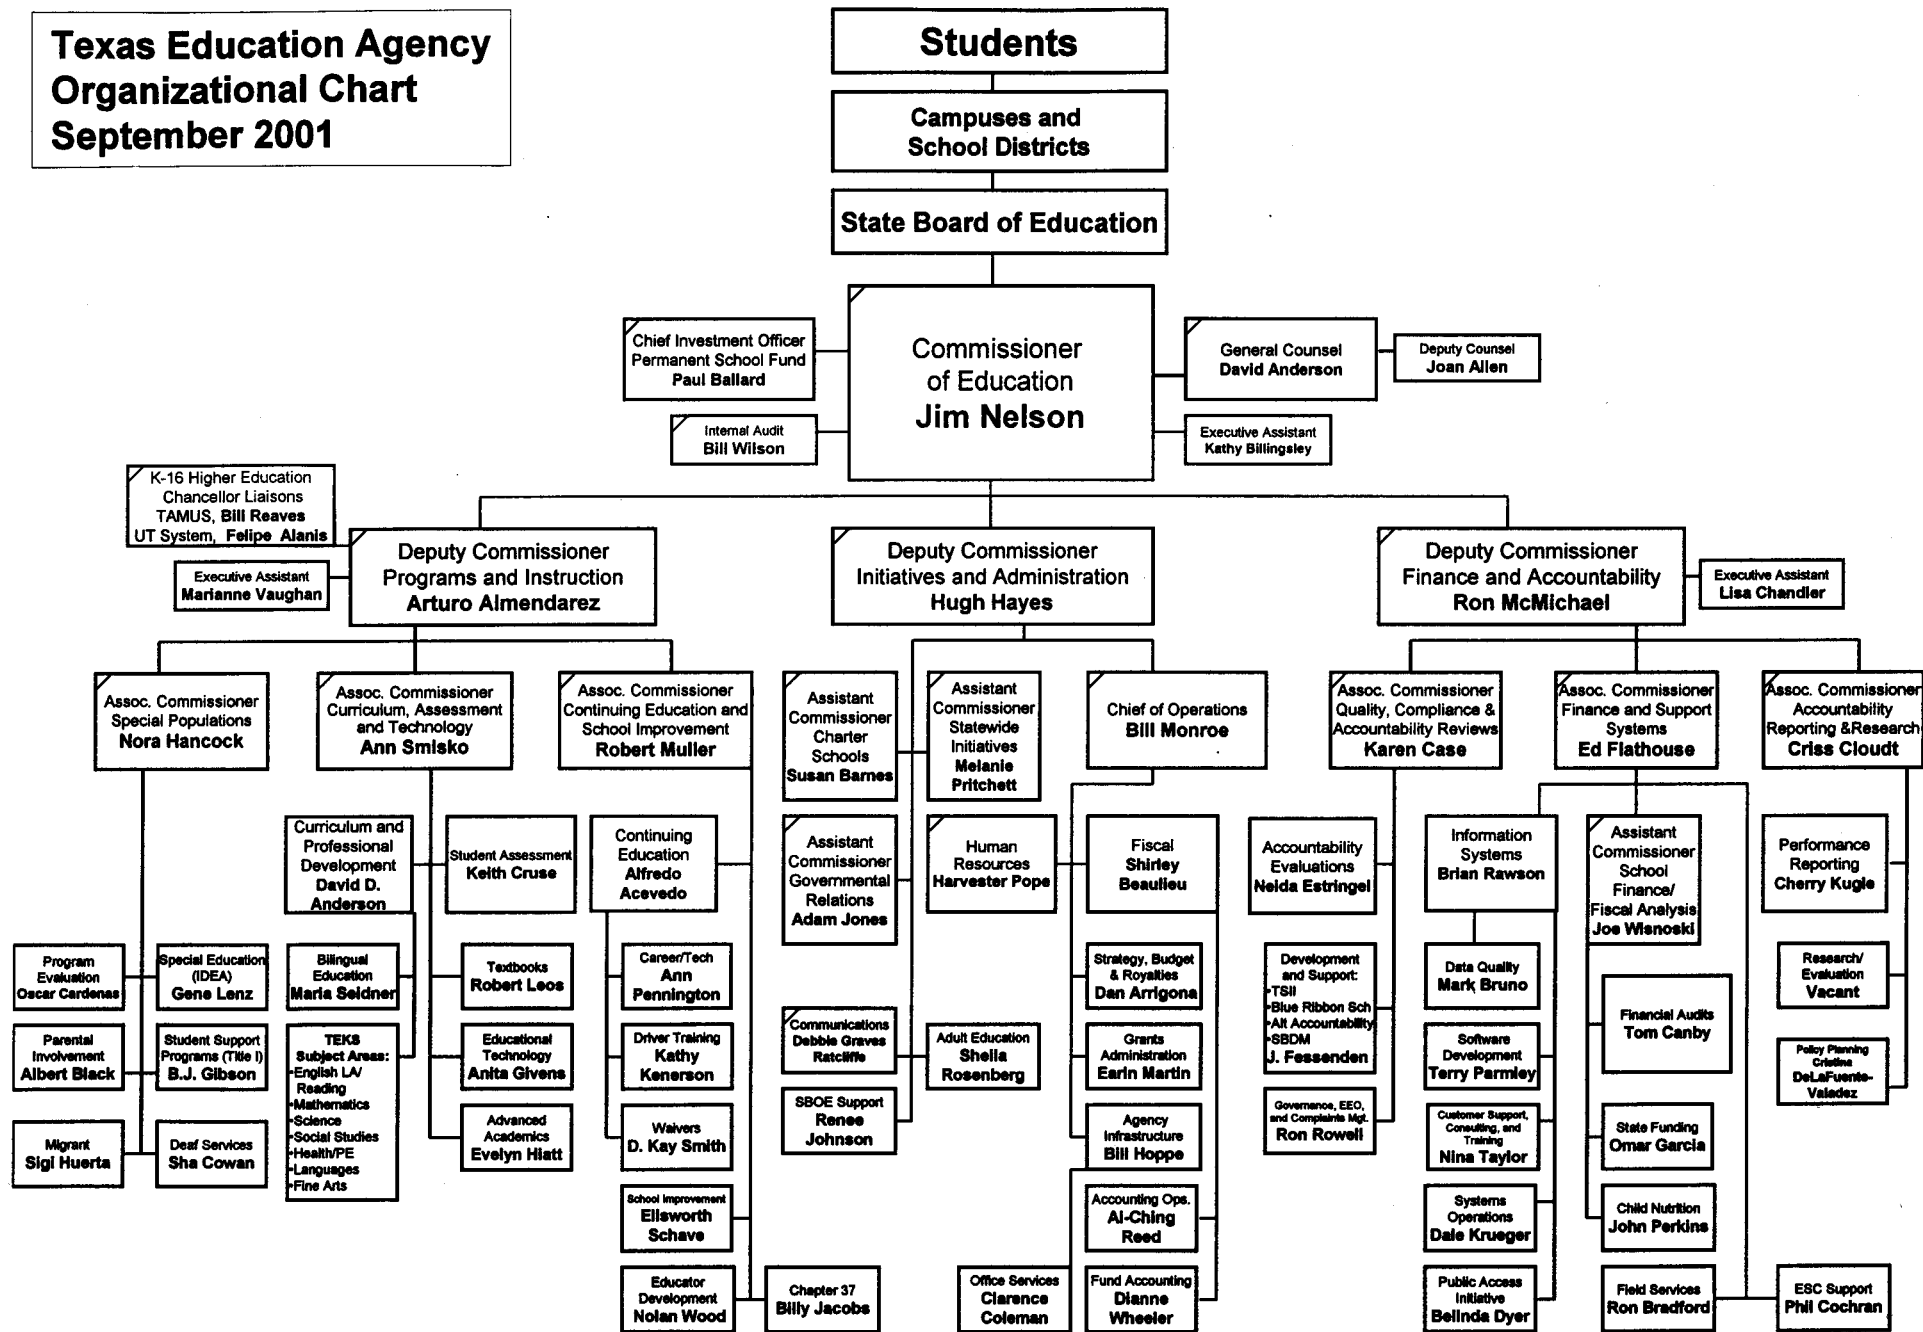 Texas Education Agency
Organizational Chart
September 2001
Students
Campuses and
School Districts
State Board of Education
Commissioner
of Education
Jim Nelson
Chief Investment Officer
Permanent School Fund
Paul Ballard
General Counsel
David Anderson
Deputy Counsel
Joan Allen
Internal Audit
Bill Wilson
Executive Assistant
Kathy Billingsley
K-16 Higher Education
Chancellor Liaisons
TAMUS, Bill Reaves
UT System, Felipe Alanis
Executive Assistant
Marianne Vaughan
Deputy Commissioner
Programs and Instruction
Arturo Almendarez
Deputy Commissioner
Initiatives and Administration
Hugh Hayes
Deputy Commissioner
Finance and Accountability
Ron McMichael
Executive Assistant
Lisa Chandler
Assoc. Commissioner
Special Populations
Nora Hancock
Assoc. Commissioner
Curriculum, Assessment
and Technology
Ann Smisko
Assoc. Commissioner
Continuing Education and
School Improvement
Robert Muller
Assistant
Commissioner
Charter
Schools
Susan Barnes
Assistant
Commissioner
Statewide
Initiatives
Melanie
Pritchett
Chief of Operations
Bill Monroe
Assoc. Commissioner
Quality, Compliance &
Accountability Reviews
Karen Case
Assoc. Commissioner
Finance and Support
Systems
Ed Flathouse
Assoc. Commissioner
Accountability
Reporting &Research
Criss Cloudt
Curriculum and
Professional
Development
David D.
Anderson
Student Assessment
Keith Cruse
Continuing
Education
Alfredo
Acevedo
Assistant
Commissioner
Governmental
Relations
Adam Jones
Human
Resources
Harvester Pope
Fiscal
Shirley
Beaulieu
Accountability
Evaluations
Nelda Estringel
Information
Systems
Brian Rawson
Assistant
Commissioner
School
Finance/
Fiscal Analysis
Joe Wisnoski
Performance
Reporting
Cherry Kugle
Program
Evaluation
Oscar Cardenas
Special Education
(IDEA)
Gene Lenz
Bilingual
Education
Maria Seidner
Textbooks
Robert Leos
Career/Tech
Ann
Pennington
Strategy, Budget
& Royalties
Dan Arrigona
Development
and Support:
•TSII
•Blue Ribbon Sch
•Alt Accountability
•SBDM
J. Fessenden
Data Quality
Mark Bruno
Financial Audits
Tom Canby
Research/
Evaluation
Vacant
Parental
Involvement
Albert Black
Student Support
Programs (Title I)
B.J. Gibson
TEKS
Subject Areas:
•English LA/
Reading
•Mathematics
•Science
•Social Studies
•Health/PE
•Languages
•Fine Arts
Educational
Technology
Anita Givens
Driver Training
Kathy
Kenerson
Communications
Debbie Graves
Ratcliffe
Adult Education
Sheila
Rosenberg
Grants
Administration
Earin Martin
Software
Development
Terry Parmley
Policy Planning
Cristina
DeLaFuente-
Valadez
Migrant
Sigi Huerta
Deaf Services
Sha Cowan
Advanced
Academics
Evelyn Hiatt
Waivers
D. Kay Smith
SBOE Support
Renee
Johnson
Agency
Infrastructure
Bill Hoppe
Governance, EEO,
and Complaints Mgt.
Ron Rowell
Customer Support,
Consulting, and
Training
Nina Taylor
State Funding
Omar Garcia
School Improvement
Ellsworth
Schave
Accounting Ops.
Al-Ching
Reed
Systems
Operations
Dale Krueger
Child Nutrition
John Perkins
Educator
Development
Nolan Wood
Chapter 37
Billy Jacobs
Office Services
Clarence
Coleman
Fund Accounting
Dianne
Wheeler
Public Access
Initiative
Belinda Dyer
Field Services
Ron Bradford
ESC Support
Phil Cochran